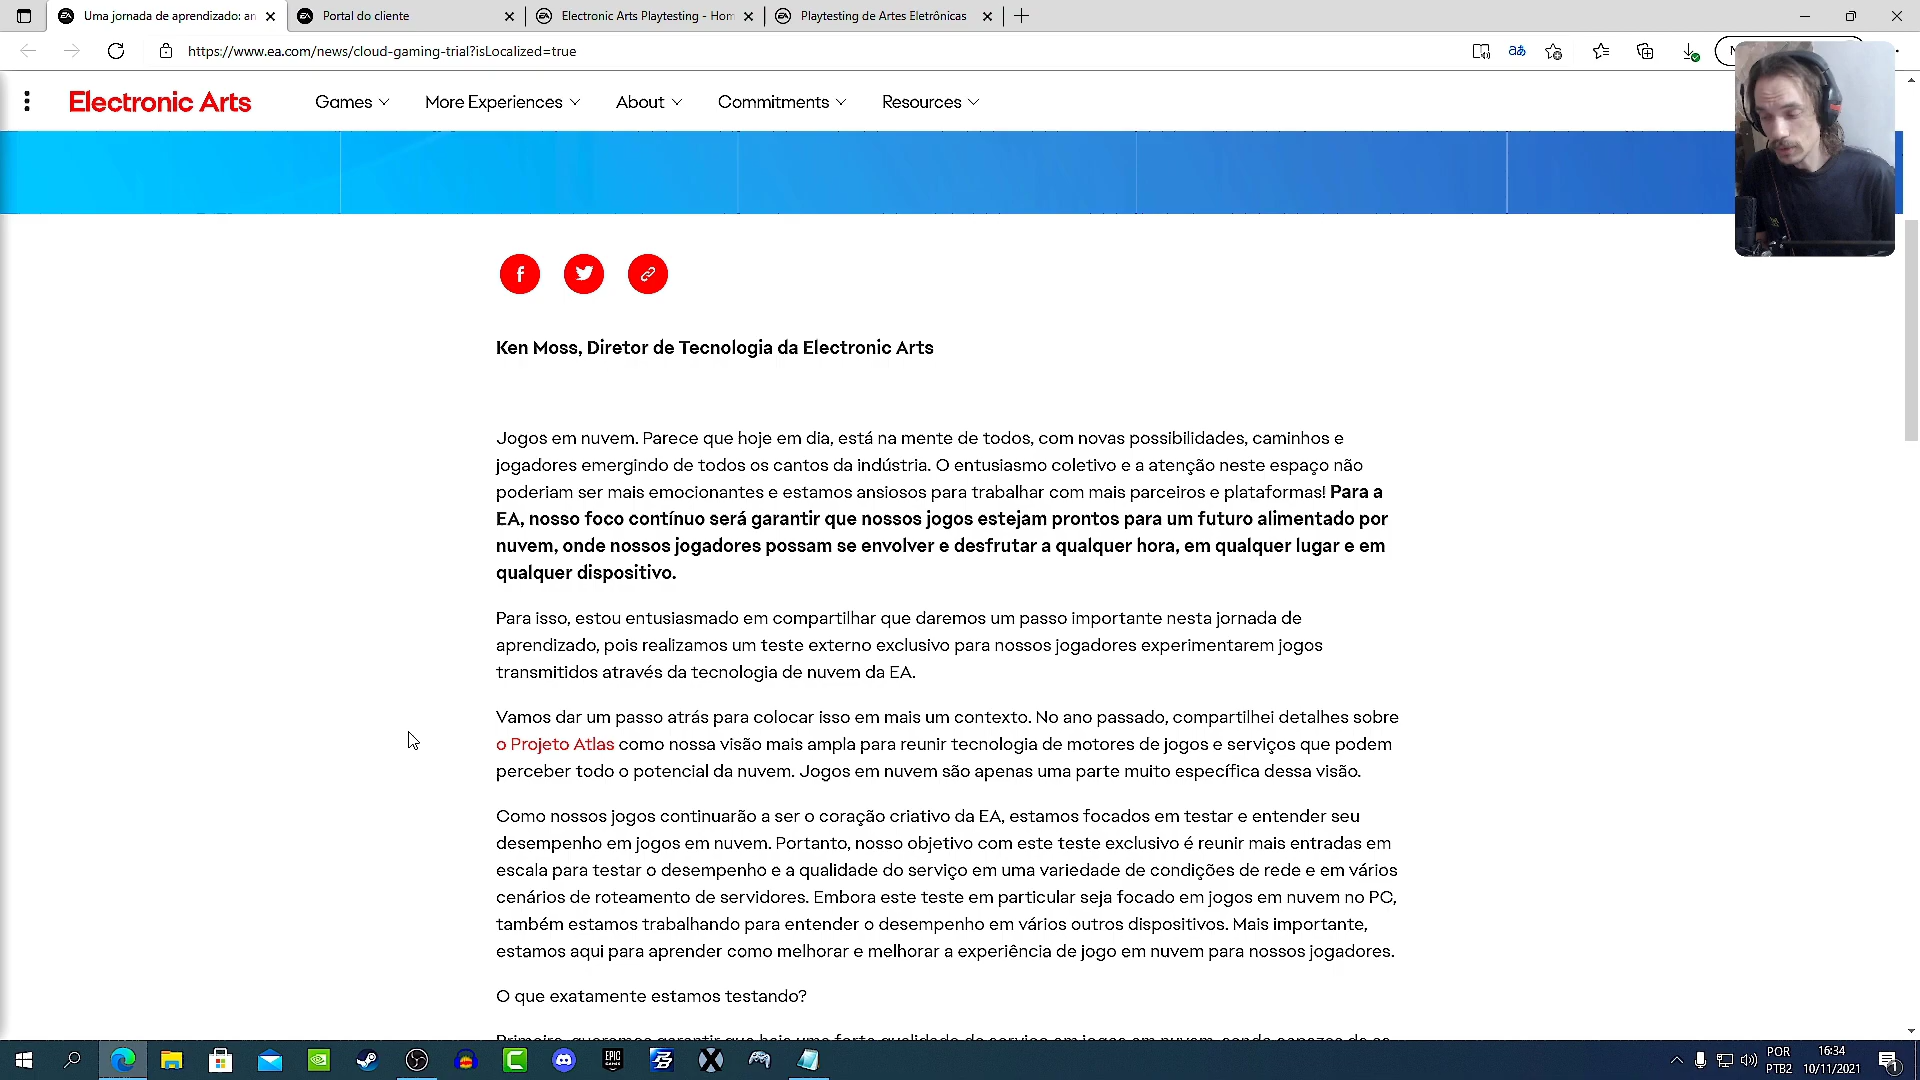 Uma jornada de aprendizado: an
Portal do cliente
Electronic Arts Playtesting - Hom
Playtesting de Artes Eletrônicas
https://www.ea.com/news/cloud-gaming-trial?isLocalized=true
Electronic Arts
Games
More Experiences
About
Commitments
Resources
Ken Moss, Diretor de Tecnologia da Electronic Arts
Jogos em nuvem. Parece que hoje em dia, está na mente de todos, com novas possibilidades, caminhos e
jogadores emergindo de todos os cantos da indústria. O entusiasmo coletivo e a atenção neste espaço não
poderiam ser mais emocionantes e estamos ansiosos para trabalhar com mais parceiros e plataformas! Para a
EA, nosso foco contínuo será garantir que nossos jogos estejam prontos para um futuro alimentado por
nuvem, onde nossos jogadores possam se envolver e desfrutar a qualquer hora, em qualquer lugar e em
qualquer dispositivo.
Para isso, estou entusiasmado em compartilhar que daremos um passo importante nesta jornada de
aprendizado, pois realizamos um teste externo exclusivo para nossos jogadores experimentarem jogos
transmitidos através da tecnologia de nuvem da EA.
Vamos dar um passo atrás para colocar isso em mais um contexto. No ano passado, compartilhei detalhes sobre
o Projeto Atlas como nossa visão mais ampla para reunir tecnologia de motores de jogos e serviços que podem
perceber todo o potencial da nuvem. Jogos em nuvem são apenas uma parte muito específica dessa visão.
Como nossos jogos continuarão a ser o coração criativo da EA, estamos focados em testar e entender seu
desempenho em jogos em nuvem. Portanto, nosso objetivo com este teste exclusivo é reunir mais entradas em
escala para testar o desempenho e a qualidade do serviço em uma variedade de condições de rede e em vários
cenários de roteamento de servidores. Embora este teste em particular seja focado em jogos em nuvem no PC,
também estamos trabalhando para entender o desempenho em vários outros dispositivos. Mais importante,
estamos aqui para aprender como melhorar e melhorar a experiência de jogo em nuvem para nossos jogadores.
O que exatamente estamos testando?
POR
PTB2
16:34
10/11/2021